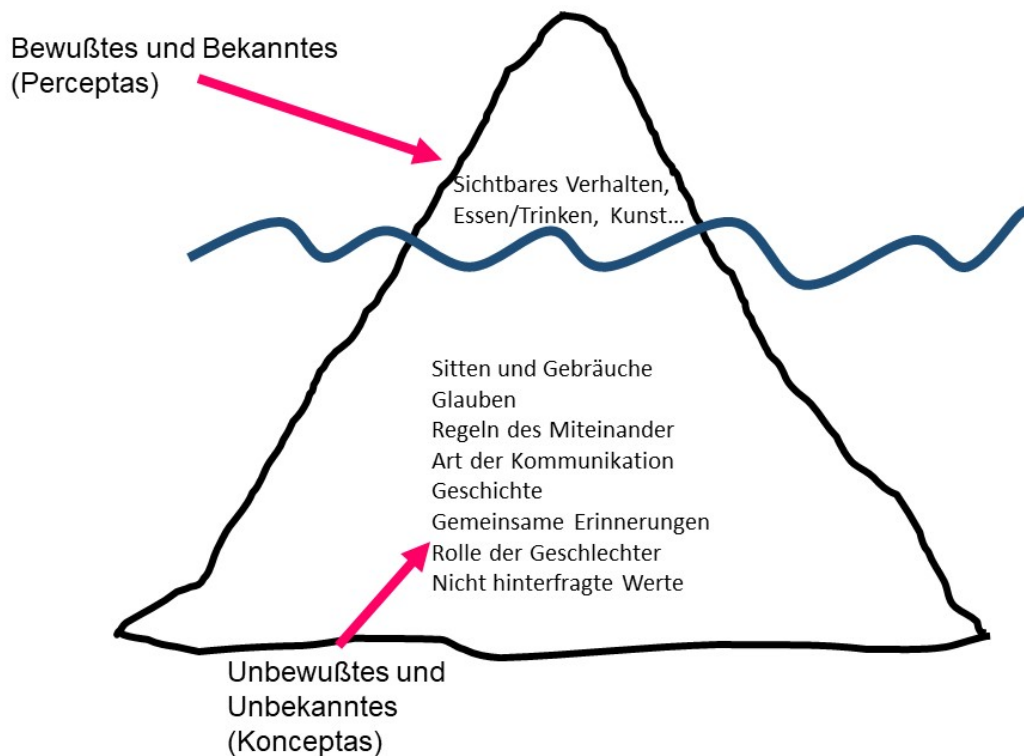 Bewußtes und Bekanntes
(Perceptas)
Sichtbares Verhalten,
Essen/Trinken, Kunst...
Sitten und Gebräuche
Glauben
Regeln des Miteinander
Art der Kommunikation
Geschichte
Gemeinsame Erinnerungen
Rolle der Geschlechter
Nicht hinterfragte Werte
Unbewußtes und
Unbekanntes
(Konceptas)